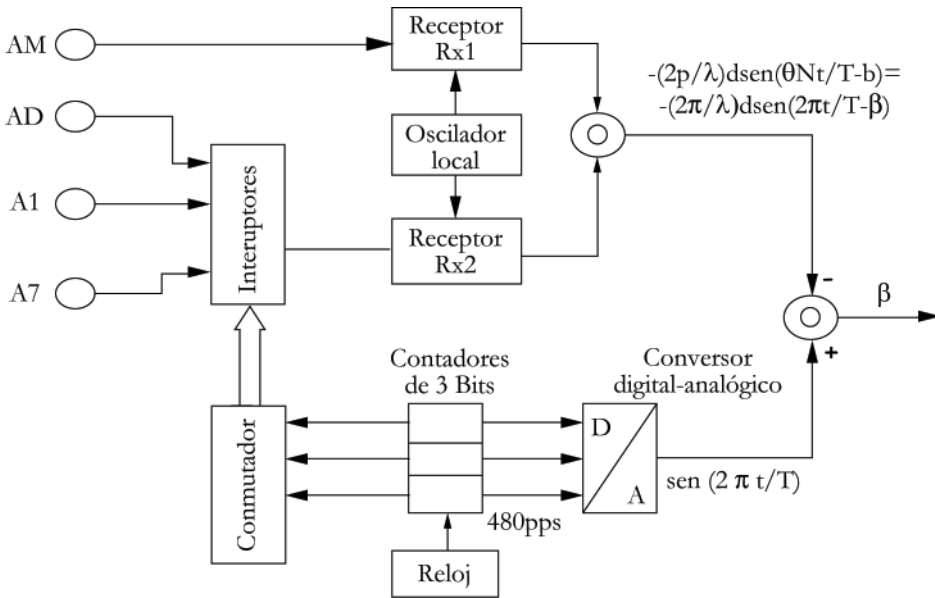 AM
Receptor
Rx1
-(2p/λ)dsen(θNt/T-b)=
-(2π/λ)dsen(2πt/T-β)
AD
Oscilador
local
A1
Interuptores
Receptor
Rx2
A7
-
β
+
Contadores
de 3 Bits
Conversor
digital-analógico
Conmutador
D
A
sen (2 π t/T)
480pps
Reloj